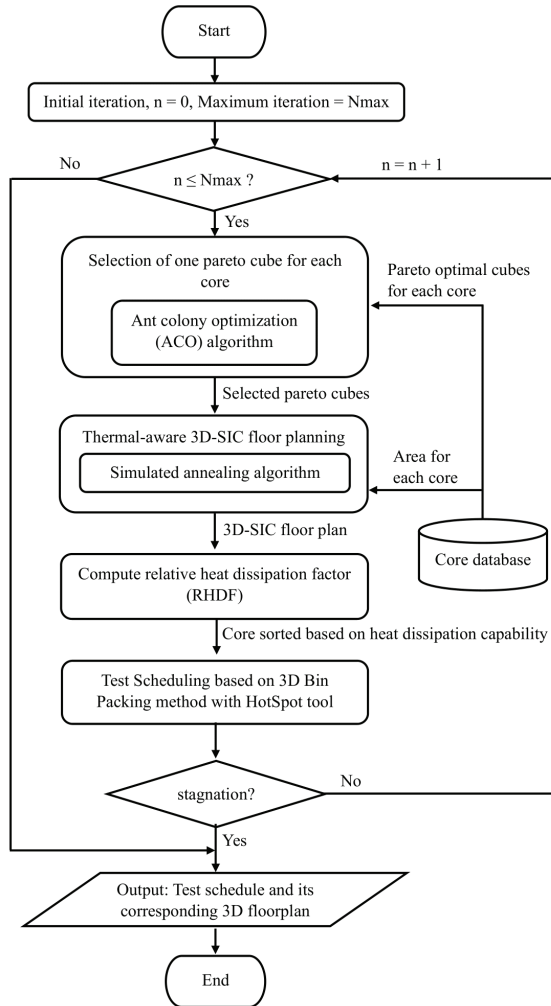 Start
Initial iteration, n = 0, Maximum iteration = Nmax
No
n ≤ Nmax ?
n = n + 1
Yes
Selection of one pareto cube for each
core
Ant colony optimization
(ACO) algorithm
Pareto optimal cubes
for each core
Selected pareto cubes
Thermal-aware 3D-SIC floor planning
Simulated annealing algorithm
Area for
each core
3D-SIC floor plan
Core database
Compute relative heat dissipation factor
(RHDF)
Core sorted based on heat dissipation capability
Test Scheduling based on 3D Bin
Packing method with HotSpot tool
stagnation?
No
Yes
Output: Test schedule and its
corresponding 3D floorplan
End